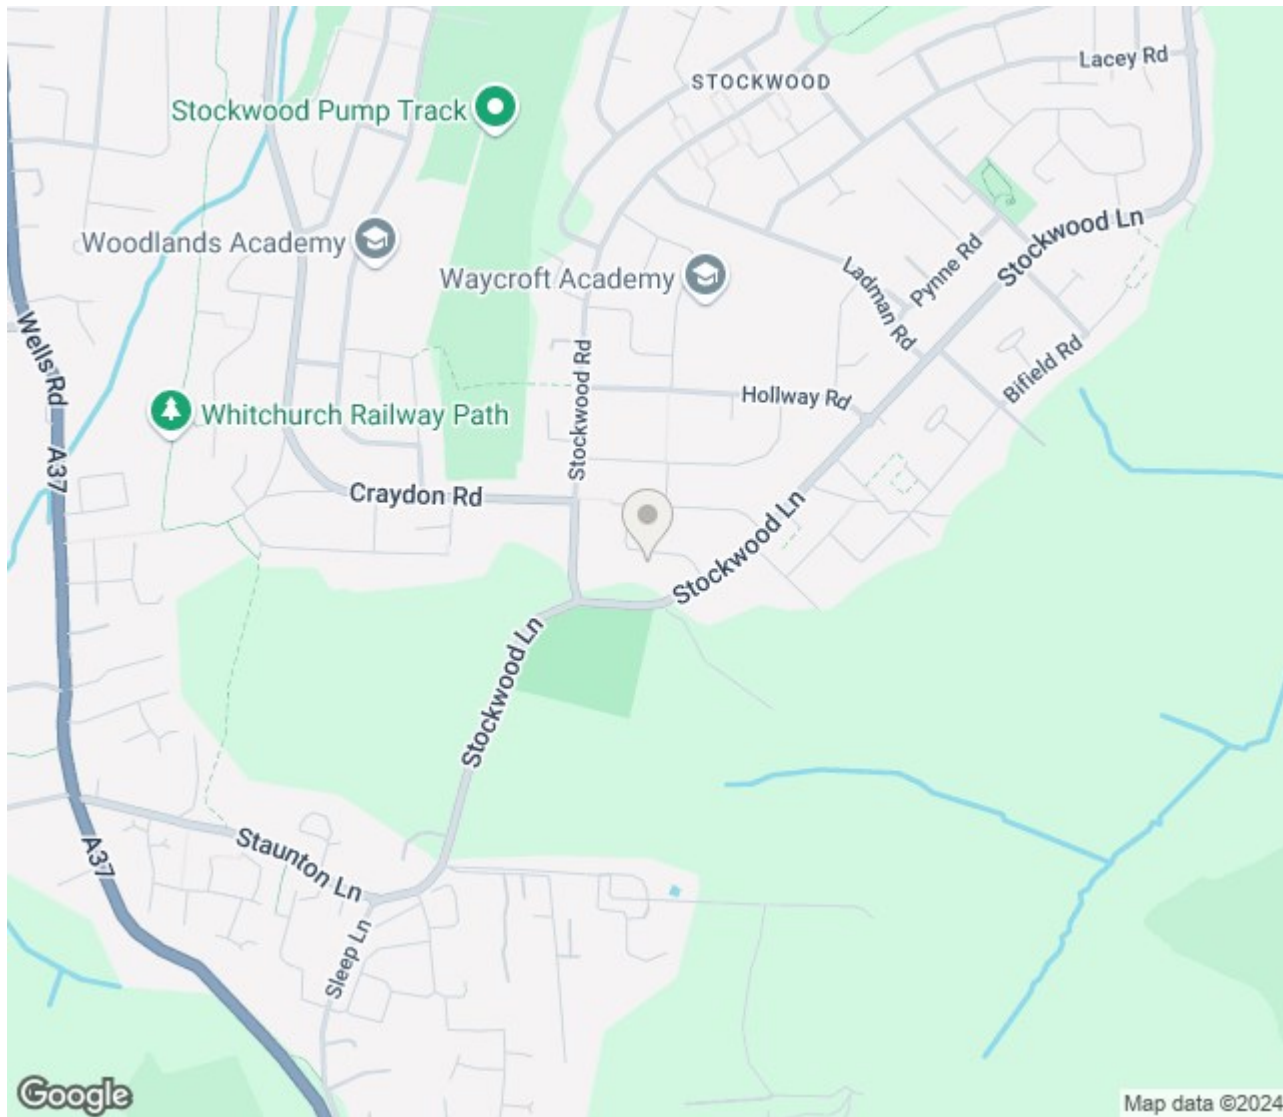 Lacey Rd
STOCKWOOD
Stockwood Pump Track
Stockwood Ln
Woodlands Academy
Waycroft Academy
Pynne Rd
Ladman Rd
Wells Rd
Stockwood Rd
Bifield Rd
Hollway Rd
Whitchurch Railway Path
A37
Craydon Rd
Stockwood Ln
Stockwood Ln
A37
Staunton Ln
Sleep Ln
Google
Map data ©2024